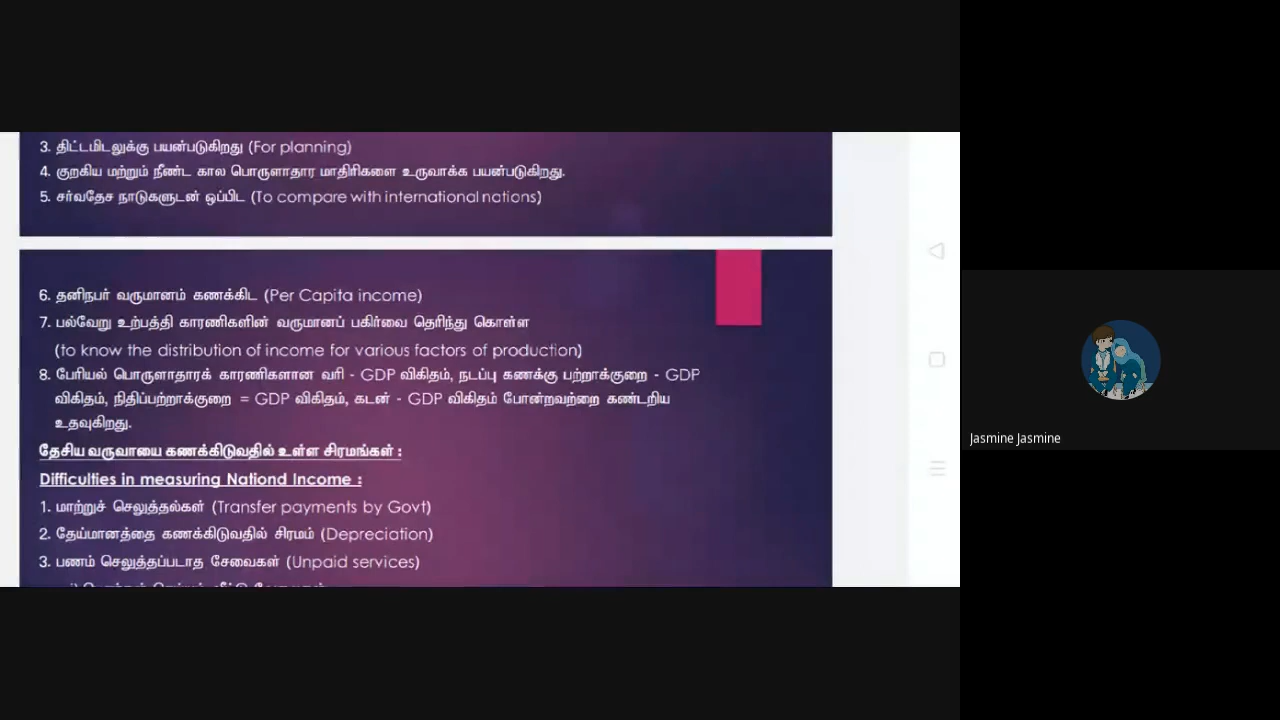 3. திட்டமிடலுக்கு பயன்படுகிறது (For planning)
4. குறகிய மற்றும் நீண்ட கால பொருளாதார மாதிரிகளை உருவாக்க பயன்படுகிறது.
5. சர்வதேச நாடுகளுடன் ஒப்பிட (To compare with international nations)
6. தனிநபர் வருமானம் கணக்கிட (Per Capita income)
7. பல்வேறு உற்பத்தி காரணிகளின் வருமானப் பகிர்வை தெரிந்து கொள்ள
(to know the distribution of income for various factors of production)
8. பேரியல் பொருளாதாரக் காரணிகளான வரி - GDP விகிதம், நடப்பு கணக்கு பற்றாக்குறை - GDP
விகிதம், நிதிப்பற்றாக்குறை = GDP விகிதம், கடன் - GDP விகிதம் போன்றவற்றை கண்டறிய
உதவுகிறது.
தேசிய வருவாயை கணக்கிடுவதில் உள்ள சிரமங்கள் :
Difficulties in measuring Nationd Income :
1. மாற்றுச் செலுத்தல்கள் (Transfer payments by Govt)
2. தேய்மானத்தை கணக்கிடுவதில் சிரமம் (Depreciation)
3. பணம் செலுத்தப்படாத சேவைகள் (Unpaid services)
Jasmine Jasmine